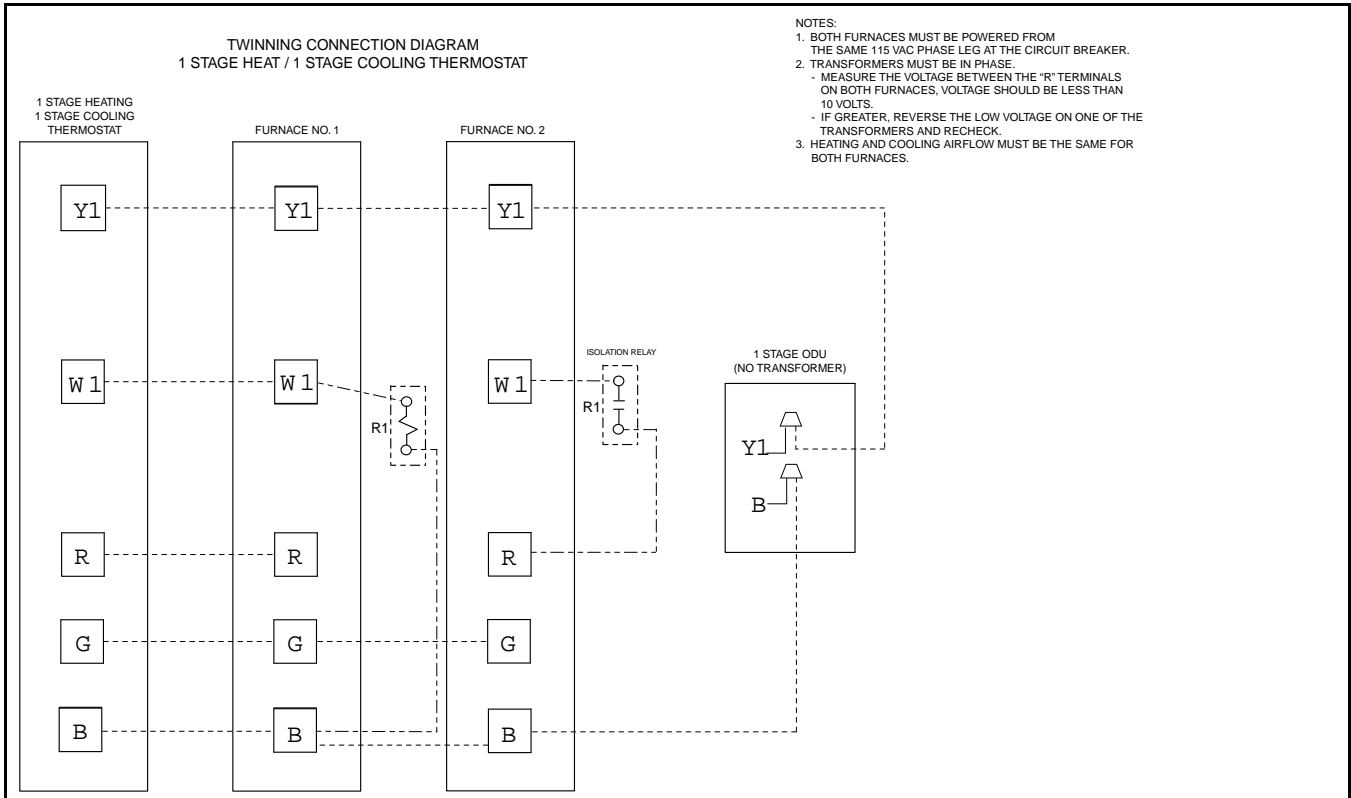 TWINNING CONNECTION DIAGRAM
1 STAGE HEAT / 1 STAGE COOLING THERMOSTAT
NOTES:
1. BOTH FURNACES MUST BE POWERED FROM
THE SAME 115 VAC PHASE LEG AT THE CIRCUIT BREAKER.
2. TRANSFORMERS MUST BE IN PHASE.
- MEASURE THE VOLTAGE BETWEEN THE “R” TERMINALS
ON BOTH FURNACES, VOLTAGE SHOULD BE LESS THAN
10 VOLTS.
- IF GREATER, REVERSE THE LOW VOLTAGE ON ONE OF THE
TRANSFORMERS AND RECHECK.
3. HEATING AND COOLING AIRFLOW MUST BE THE SAME FOR
BOTH FURNACES.
1 STAGE HEATING
1 STAGE COOLING
THERMOSTAT
FURNACE NO. 1
FURNACE NO. 2
Y1
Y1
Y1
ISOLATION RELAY
1 STAGE ODU
(NO TRANSFORMER)
W1
W1
W1
R1
R1
Y1
B
R
R
R
G
G
G
B
B
B